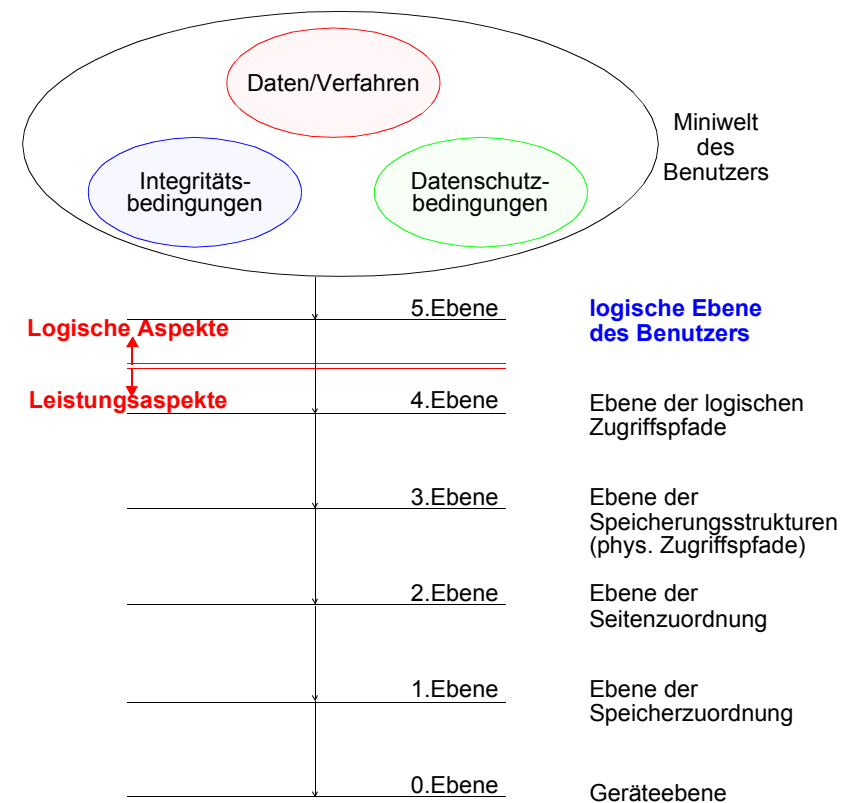 Daten/Verfahren
Miniwelt
des
Benutzers
Integritäts-
bedingungen
Datenschutz-
bedingungen
5.Ebene
logische Ebene
des Benutzers
Logische Aspekte
Leistungsaspekte
4.Ebene
Ebene der logischen
Zugriffspfade
3.Ebene
Ebene der
Speicherungsstrukturen
(phys. Zugriffspfade)
2.Ebene
Ebene der
Seitenzuordnung
1.Ebene
Ebene der
Speicherzuordnung
0.Ebene
Geräteebene